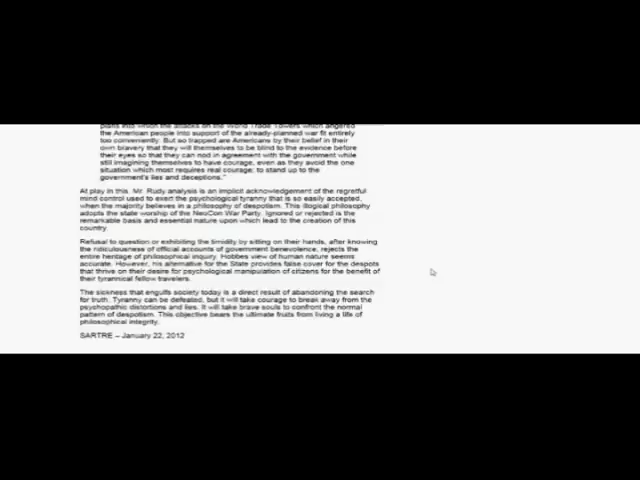 plans into which the attacks on the World Trade Towers which angered
the American people into support of the already-planned war fit entirely
too conveniently. But so trapped are Americans by their belief in their
own bravery that they will themselves to be blind to the evidence before
their eyes so that they can nod in agreement with the government while
still imagining themselves to have courage, even as they avoid the one
situation which most requires real courage; to stand up to the
government's lies and deceptions."
At play in this Mr. Rudy analysis is an implicit acknowledgement of the regretful
mind control used to exert the psychological tyranny that is so easily accepted,
when the majority believes in a philosophy of despotism. This illogical philosophy
adopts the state worship of the NeoCon War Party. Ignored or rejected is the
remarkable basis and essential nature upon which lead to the creation of this
country.
Refusal to question or exhibiting the timidity by sitting on their hands, after knowing
the ridiculousness of official accounts of government benevolence, rejects the
entire heritage of philosophical inquiry. Hobbes view of human nature seems
accurate. However, his alternative for the State provides false cover for the despots
that thrive on their desire for psychological manipulation of citizens for the benefit of
their tyrannical fellow travelers.
The sickness that engulfs society today is a direct result of abandoning the search
for truth. Tyranny can be defeated, but it will take courage to break away from the
psychopathic distortions and lies. It will take brave souls to confront the normal
pattern of despotism. This objective bears the ultimate fruits from living a life of
philosophical integrity.
SARTRE – January 22, 2012